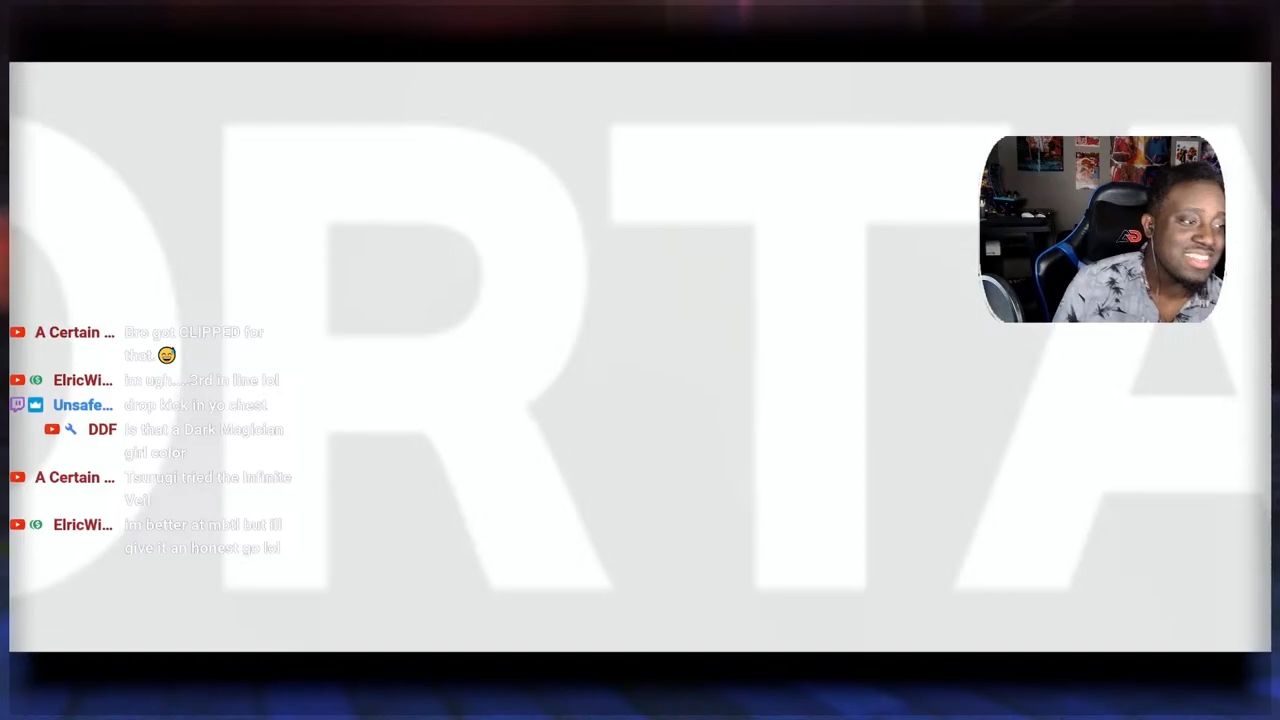 ORTA
A Certain ... Bro got CLIPPED for
that. 😅
ElricWi... im ugh....3rd in line lol
Unsafe... drop kick in yo chest
DDF Is that a Dark Magician
girl color
A Certain ... Tsurugi tried the Infinite
Veil
ElricWi... im better at mbtl but ill
give it an honest go lol